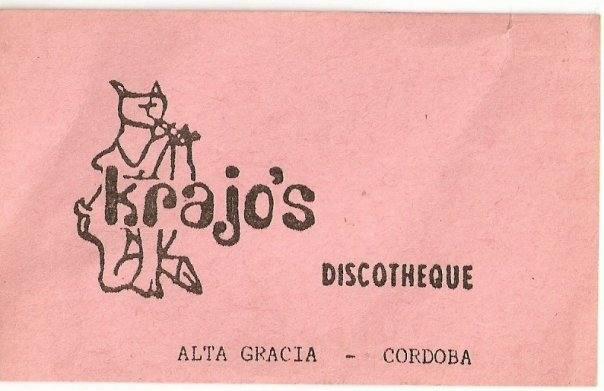 krajo's
DISCOTHEQUE
ALTA GRACIA - CORDOBA